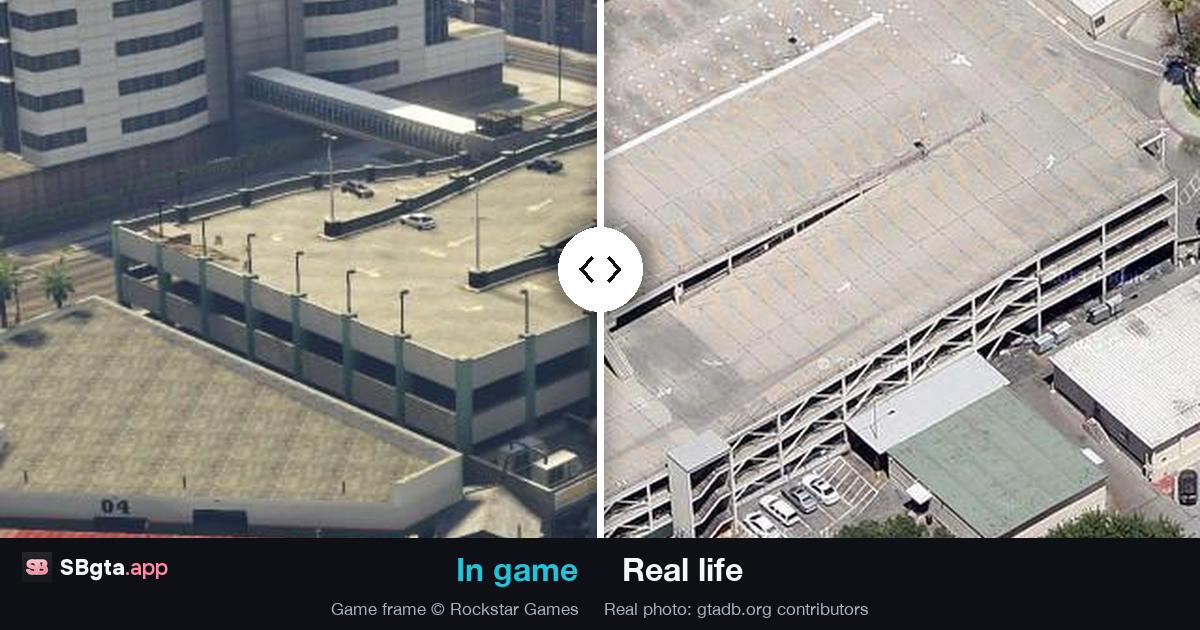 04
SB SBgta.app
In game
Real life
Game frame © Rockstar Games
Real photo: gtadb.org contributors